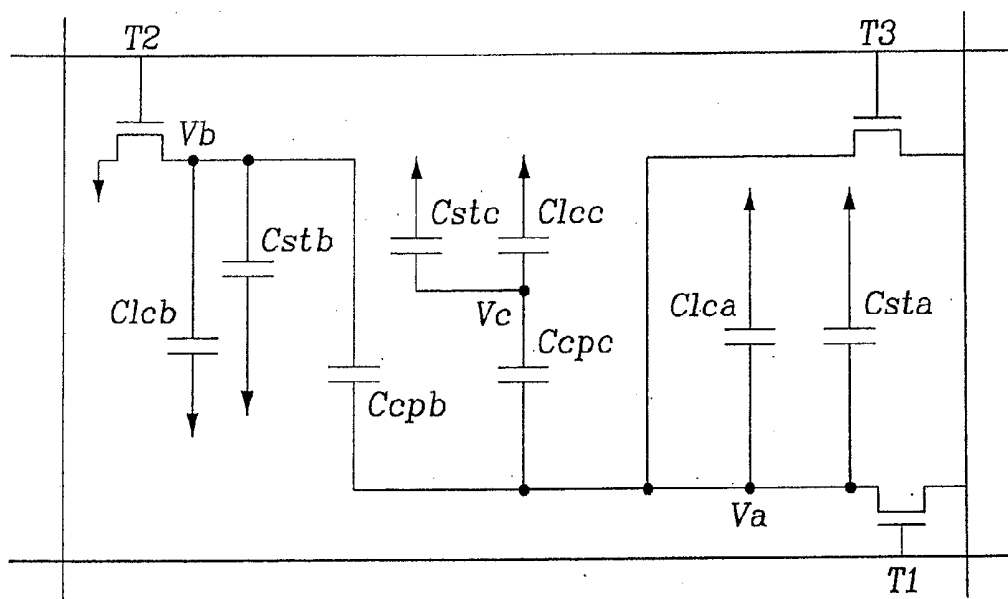 T2
T3
Vb
Cstc
Clcc
Cstb
Vc
Clca
Csta
Clcb
Ccpc
Ccpb
Va
T1